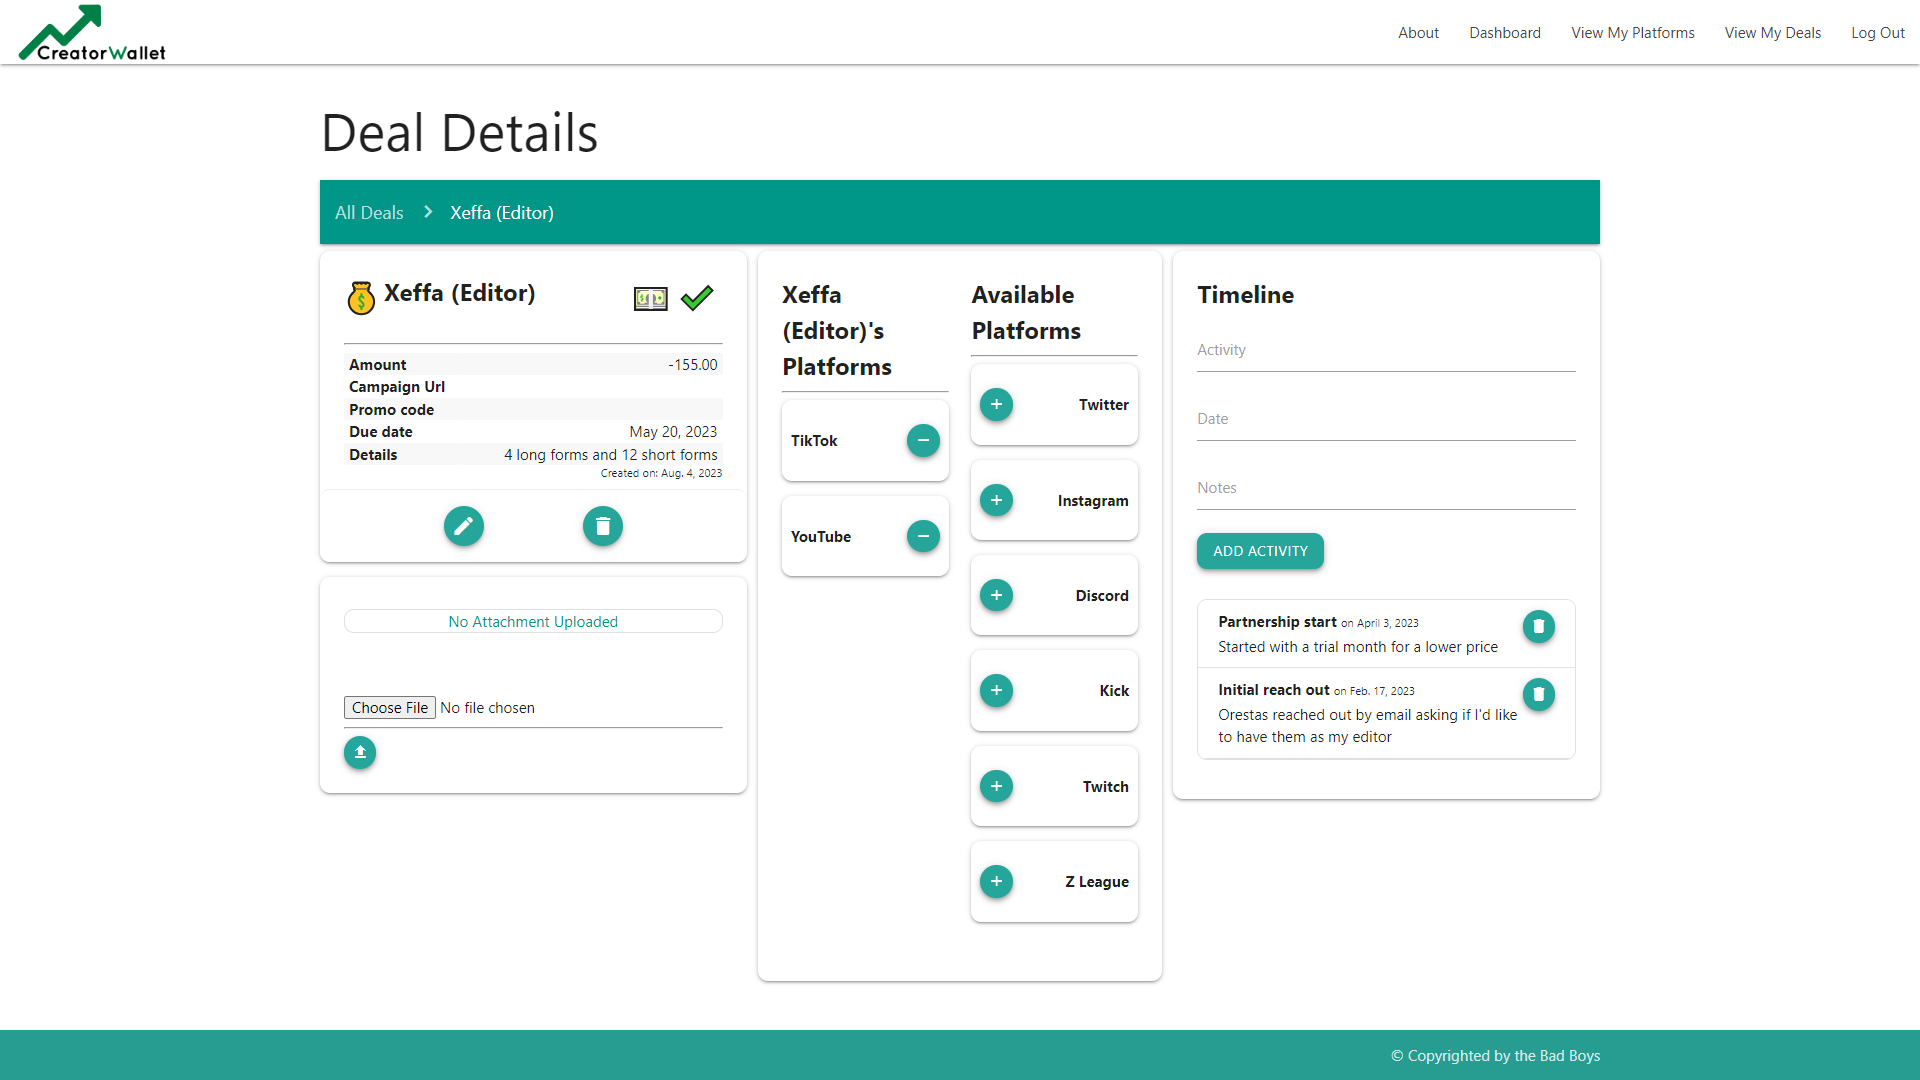 CreatorWallet
About
Dashboard
View My Platforms
View My Deals
Log Out
Deal Details
All Deals
Xeffa (Editor)
Xeffa (Editor)
Amount -155.00
Campaign Url
Promo code
Due date May 20, 2023
Details 4 long forms and 12 short forms
Created on: Aug. 4, 2023
No Attachment Uploaded
Choose File No file chosen
Xeffa
(Editor)'s
Platforms
TikTok
YouTube
Available
Platforms
Twitter
Instagram
Discord
Kick
Twitch
Z League
Timeline
Activity
Date
Notes
ADD ACTIVITY
Partnership start on April 3, 2023
Started with a trial month for a lower price
Initial reach out on Feb. 17, 2023
Orestas reached out by email asking if I'd like
to have them as my editor
© Copyrighted by the Bad Boys